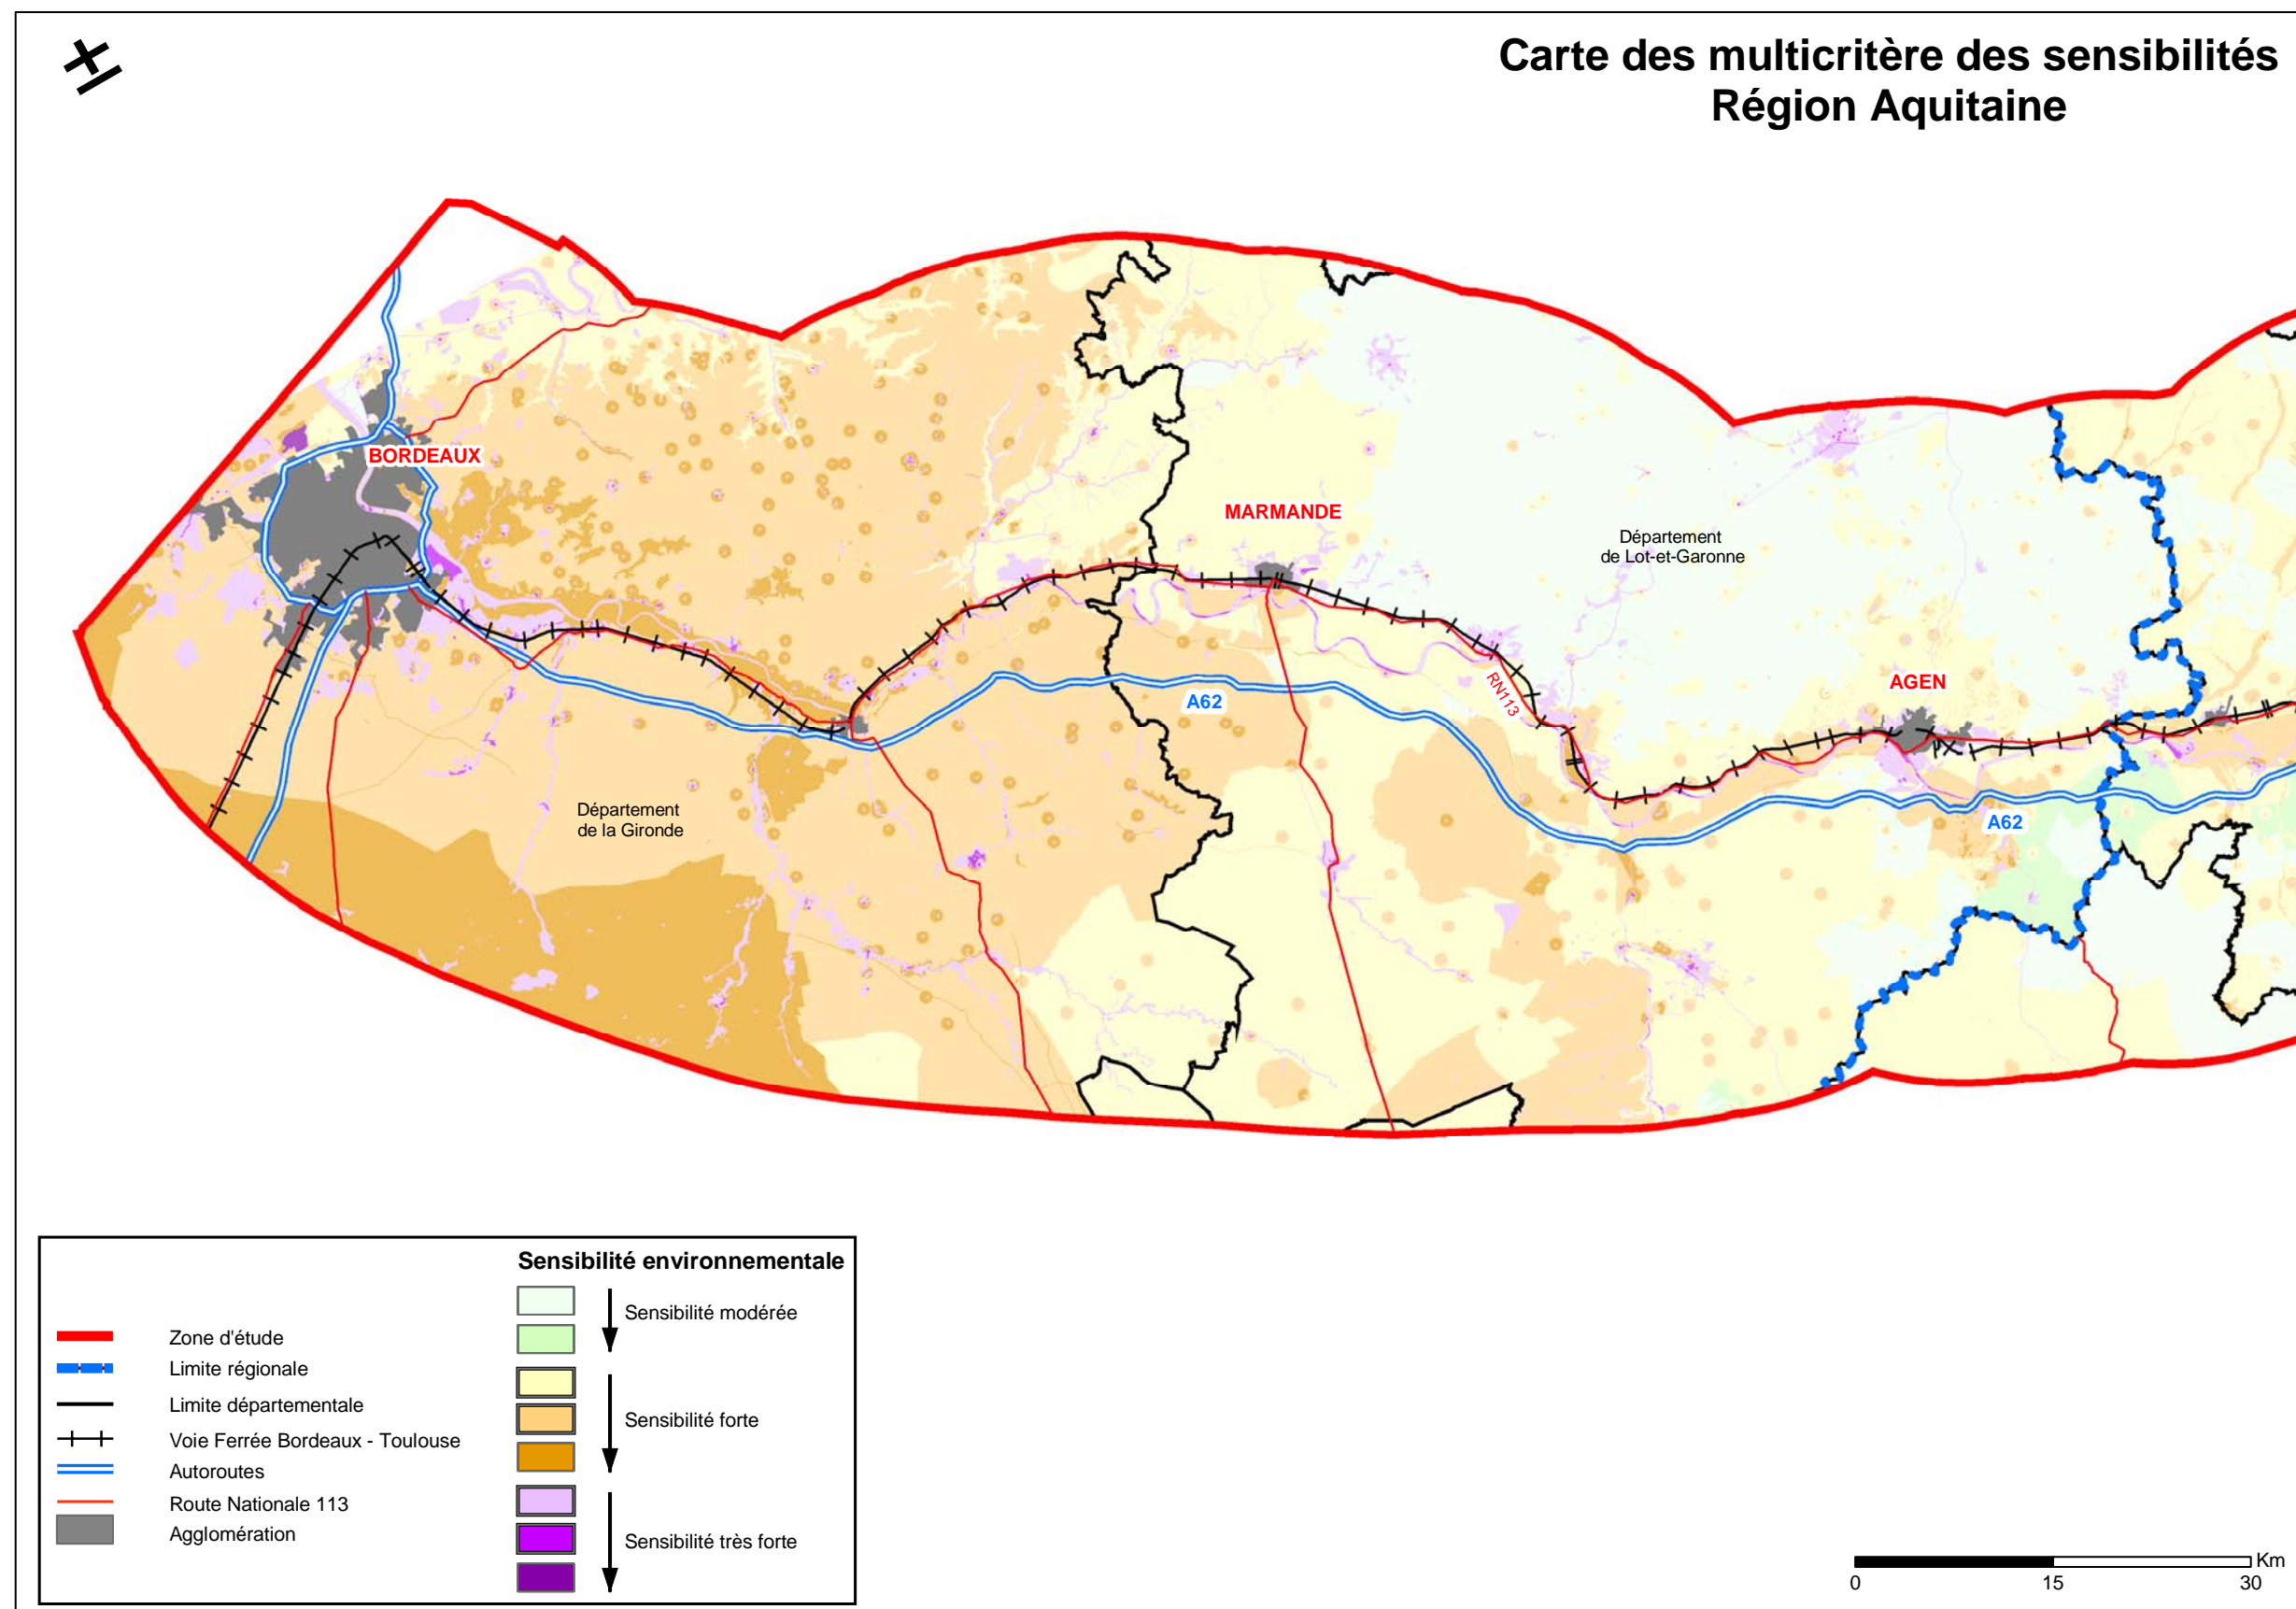 Carte des multicritère des sensibilités
Région Aquitaine
BORDEAUX
MARMANDE
Département
de Lot-et-Garonne
AGEN
RN113
A62
A62
Département
de la Gironde
Sensibilité environnementale
Sensibilité modérée
Sensibilité forte
Sensibilité très forte
Zone d'étude
Limite régionale
Limite départementale
Voie Ferrée Bordeaux - Toulouse
Autoroutes
Route Nationale 113
Agglomération
Km
0 15 30